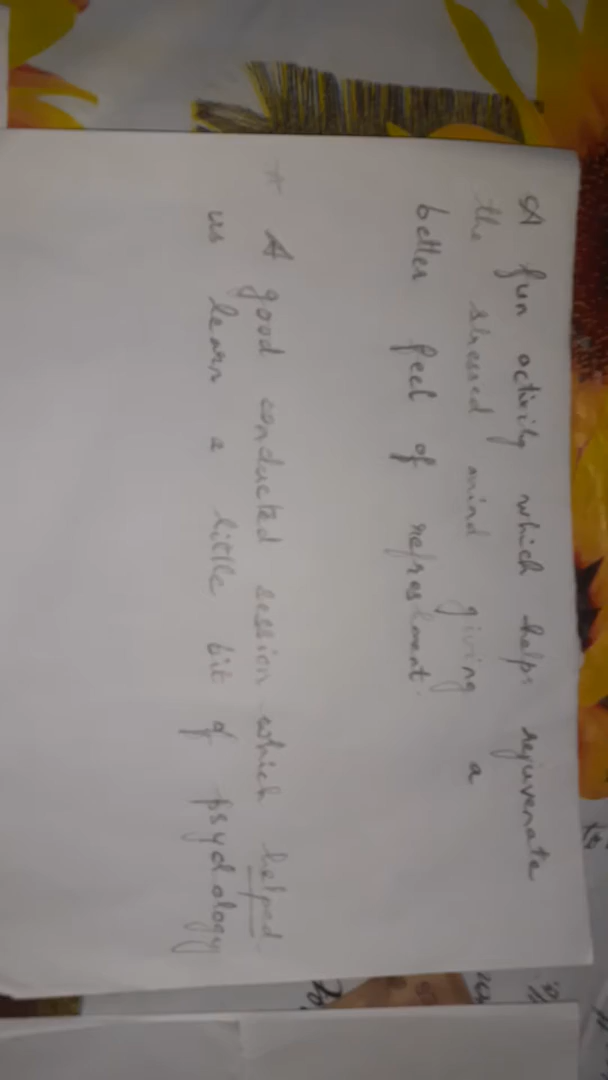 A fun activity which helps rejuvenate
the stressed mind giving a
better feel of refreshment.
* A good conducted session which helped
us learn a little bit of psychology